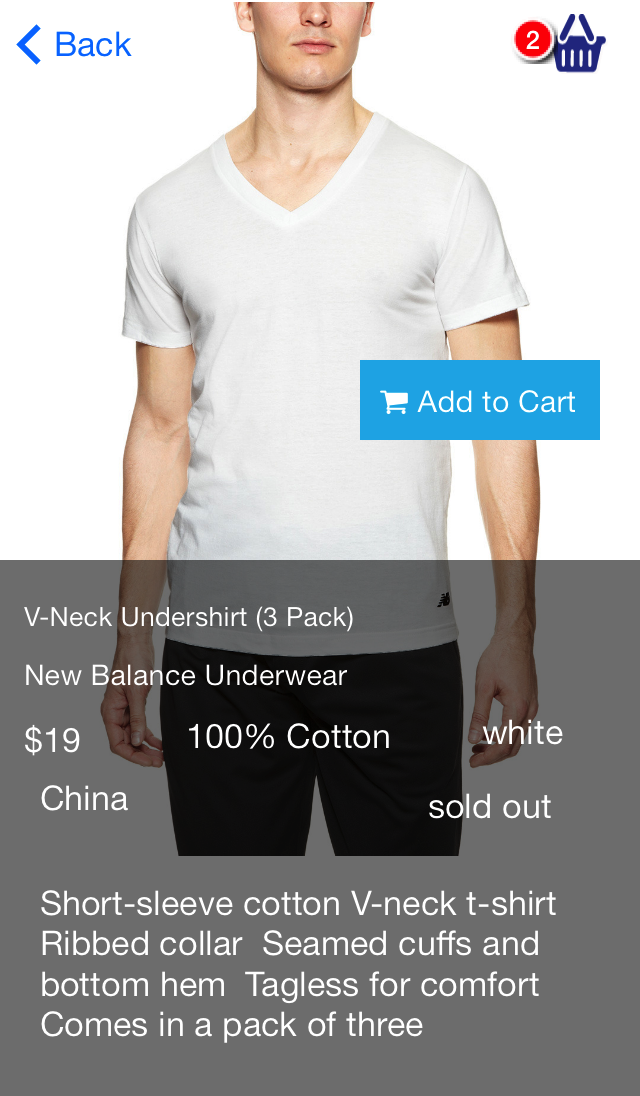 Back
2
Add to Cart
V-Neck Undershirt (3 Pack)
New Balance Underwear
$19 100% Cotton white
China sold out
Short-sleeve cotton V-neck t-shirt
Ribbed collar  Seamed cuffs and
bottom hem  Tagless for comfort
Comes in a pack of three